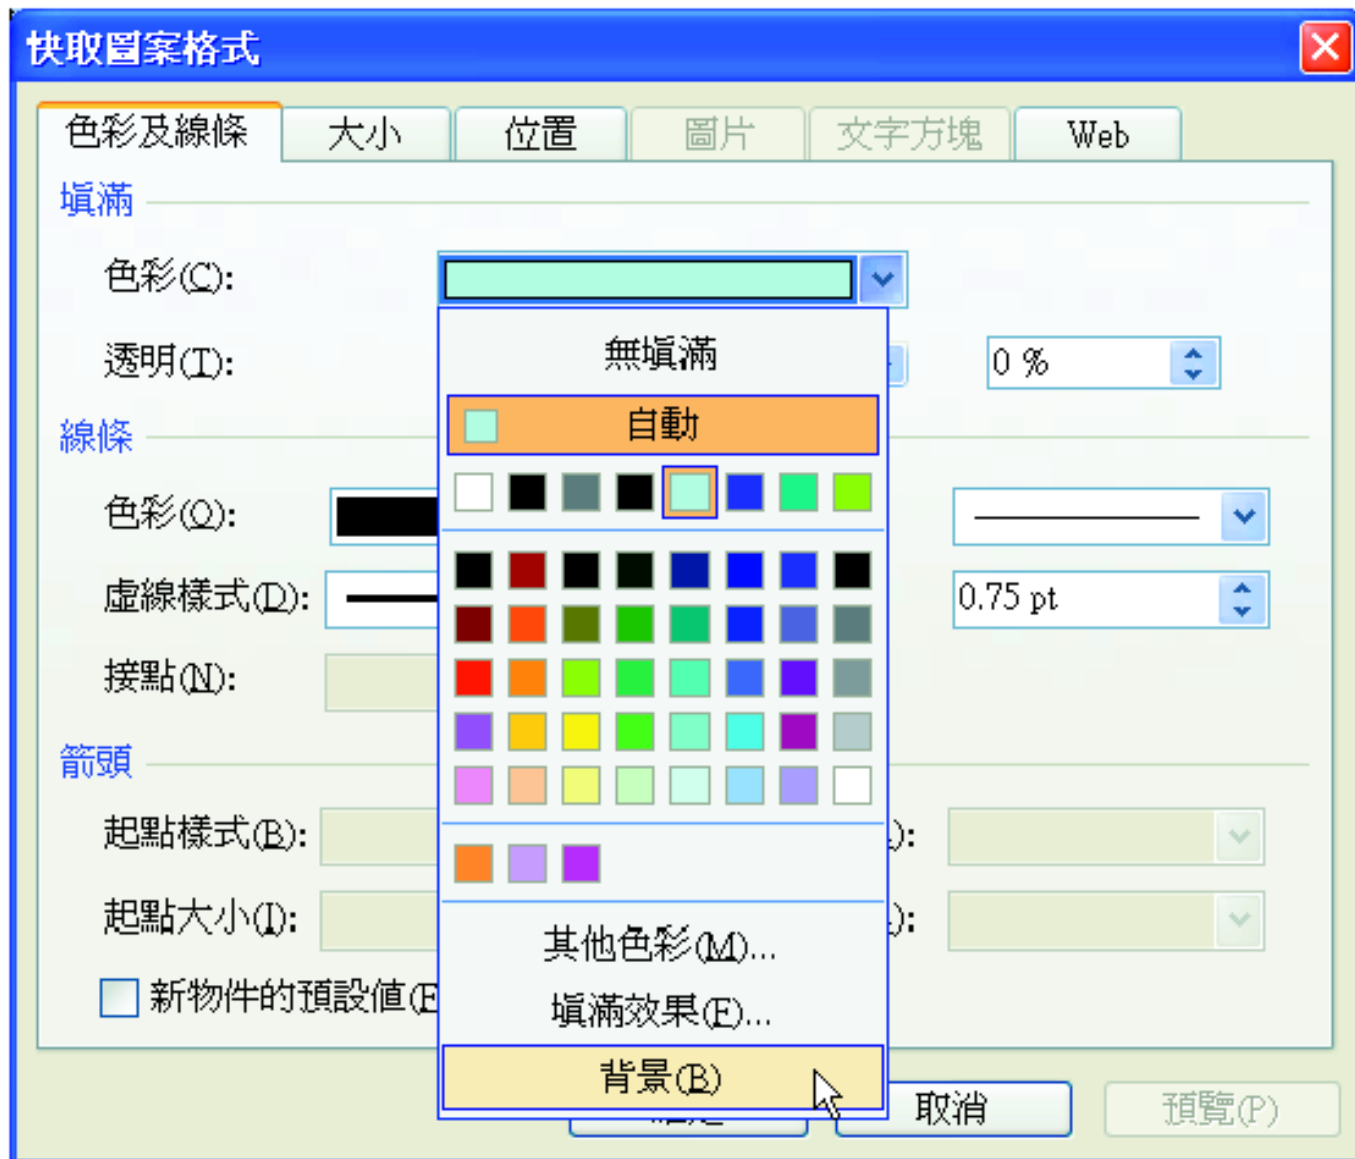 快取圖案格式
色彩及線條 大小 位置 圖片 文字方塊 Web
填滿
色彩(C):
無填滿
透明(T): 0 %
自動
線條
色彩(O):
虛線樣式(D): 0.75 pt
接點(N):
箭頭
起點樣式(B): ):
起點大小(I): ):
其他色彩(M)...
新物件的預設值(F
填滿效果(F)...
背景(B)
取消 預覽(P)